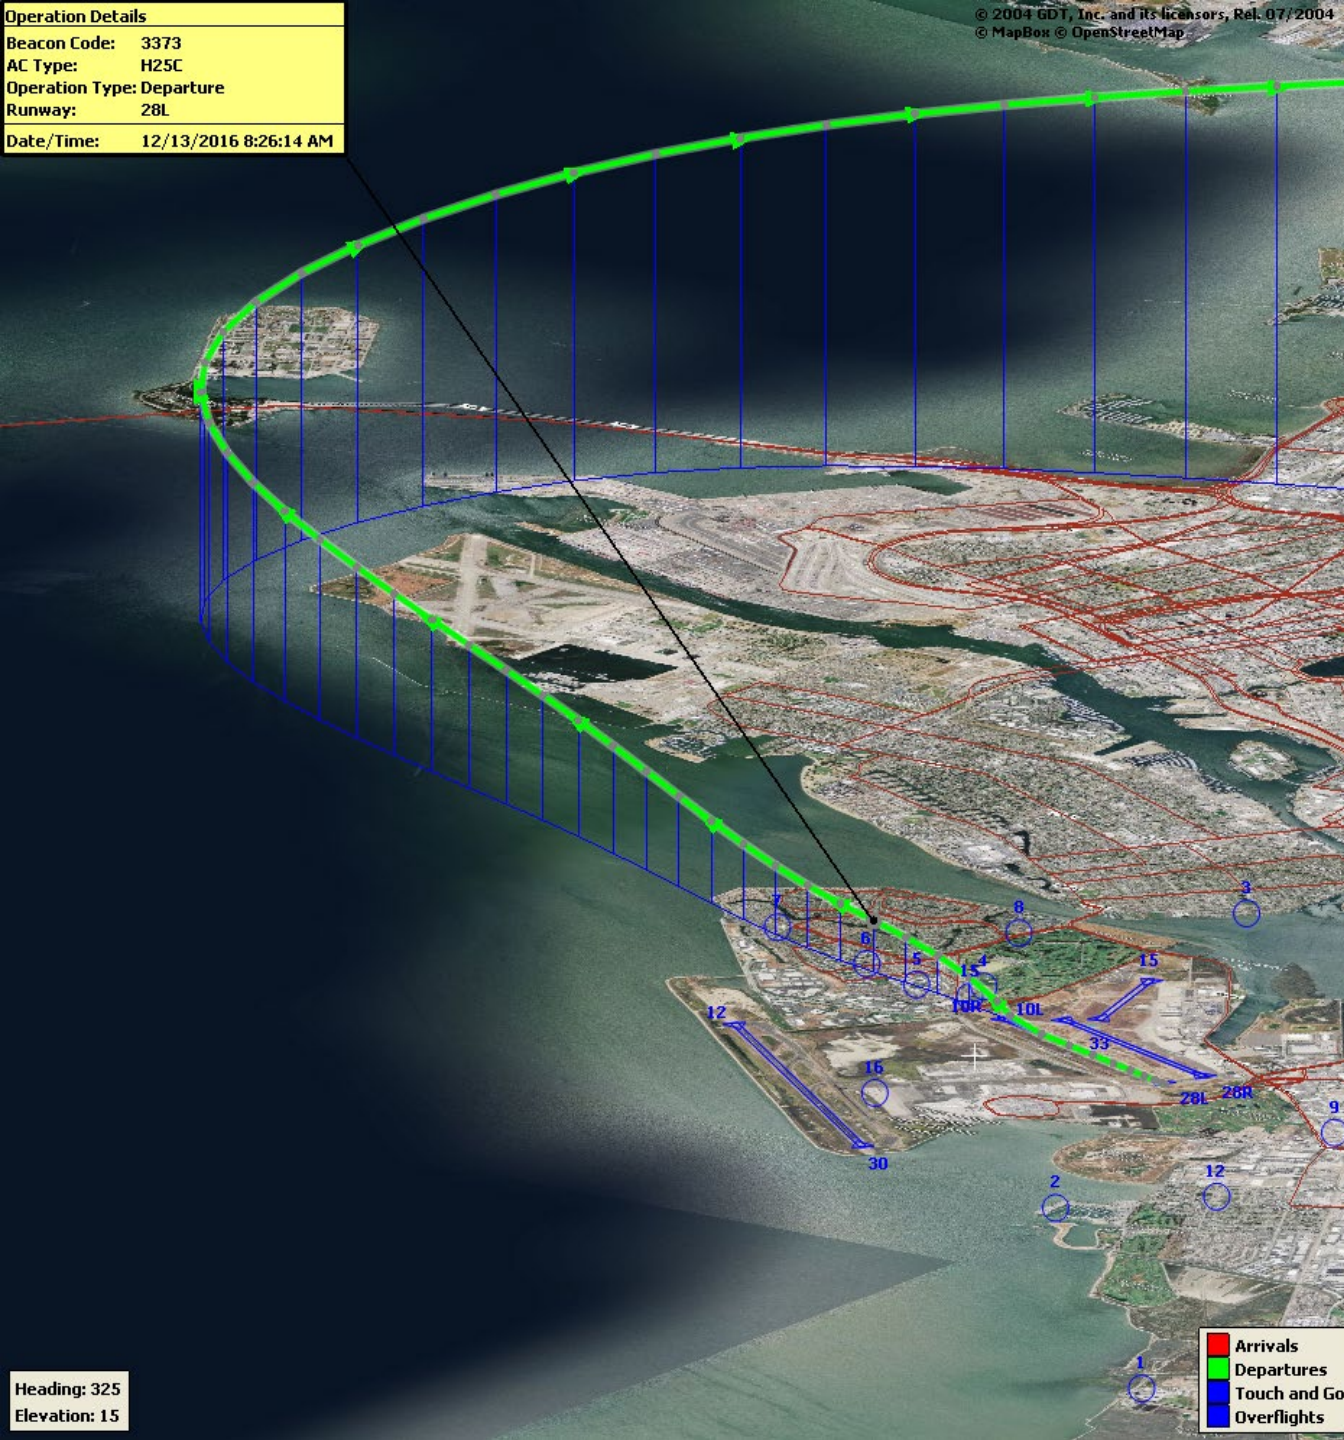 Operation Details
Beacon Code: 3373
AC Type: H25C
Operation Type: Departure
Runway: 28L
Date/Time: 12/13/2016 8:26:14 AM
© 2004 GDT, Inc. and its licensors, Rel. 07/2004
© MapBox © OpenStreetMap
3
7
8
6
5
4
15
15
10R
10L
12
33
16
28L
28R
9
30
12
2
1
Heading: 325
Elevation: 15
Arrivals
Departures
Touch and Go
Overflights